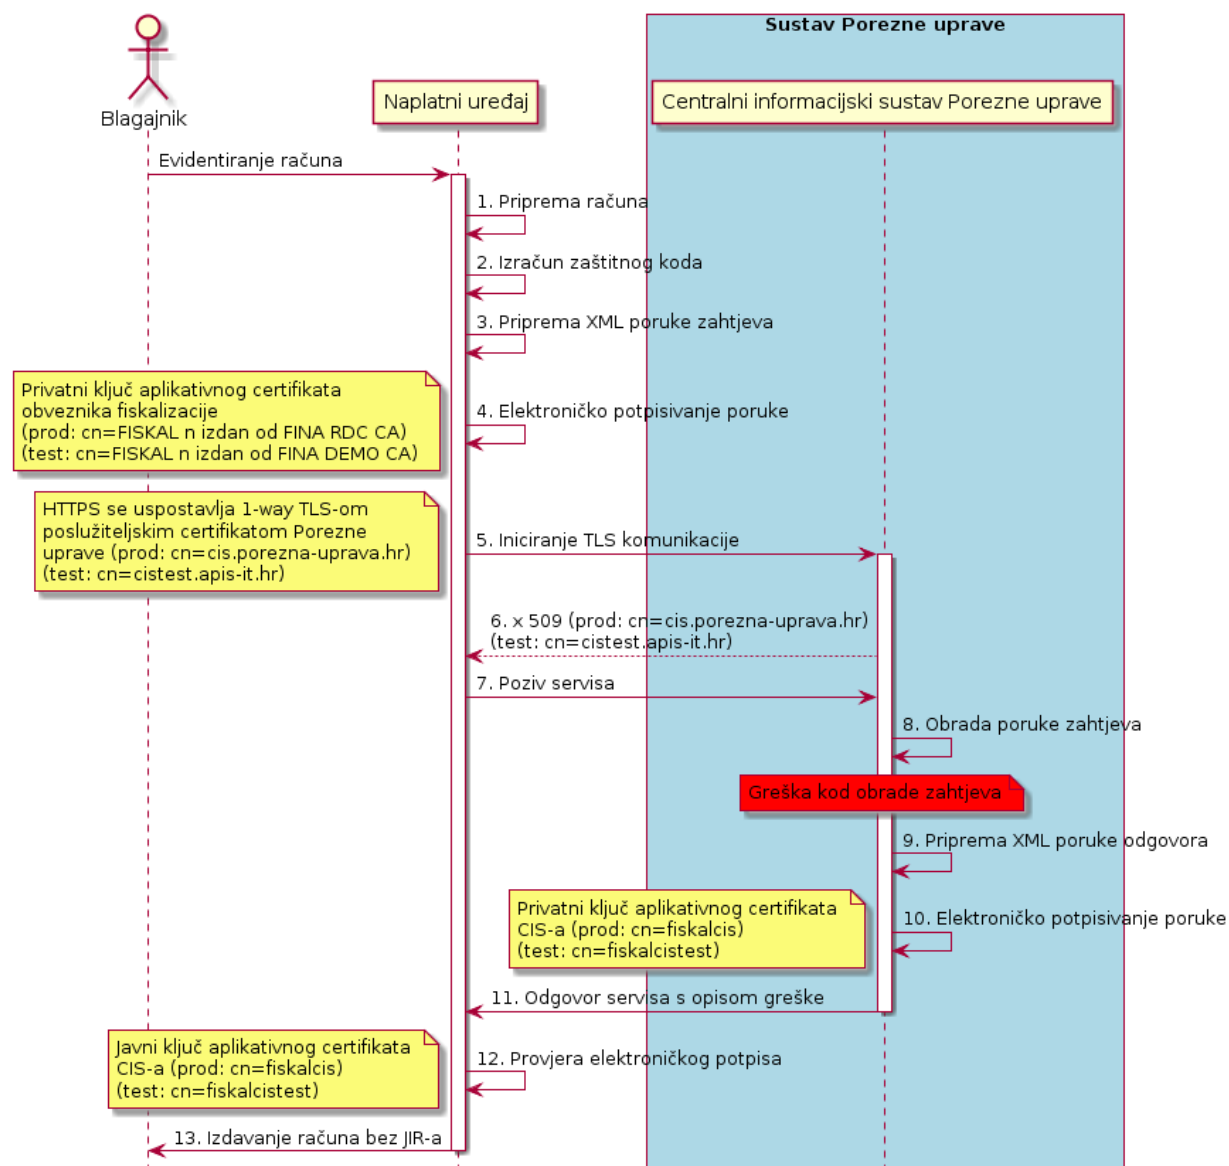 Sustav Porezne uprave
Blagajnik
Naplatni uređaj
Centralni informacijski sustav Porezne uprave
Evidentiranje računa
1. Priprema računa
2. Izračun zaštitnog koda
3. Priprema XML poruke zahtjeva
Privatni ključ aplikativnog certifikata
obveznika fiskalizacije
(prod: cn=FISKAL n izdan od FINA RDC CA)
(test: cn=FISKAL n izdan od FINA DEMO CA)
4. Elektroničko potpisivanje poruke
HTTPS se uspostavlja 1-way TLS-om
poslužiteljskim certifikatom Porezne
uprave (prod: cn=cis.porezna-uprava.hr)
(test: cn=cistest.apis-it.hr)
5. Iniciranje TLS komunikacije
6. x 509 (prod: cn=cis.porezna-uprava.hr)
(test: cn=cistest.apis-it.hr)
7. Poziv servisa
8. Obrada poruke zahtjeva
Greška kod obrade zahtjeva
9. Priprema XML poruke odgovora
Privatni ključ aplikativnog certifikata
CIS-a (prod: cn=fiskalcis)
(test: cn=fiskalcistest)
10. Elektroničko potpisivanje poruke
11. Odgovor servisa s opisom greške
Javni ključ aplikativnog certifikata
CIS-a (prod: cn=fiskalcis)
(test: cn=fiskalcistest)
12. Provjera elektroničkog potpisa
13. Izdavanje računa bez JIR-a